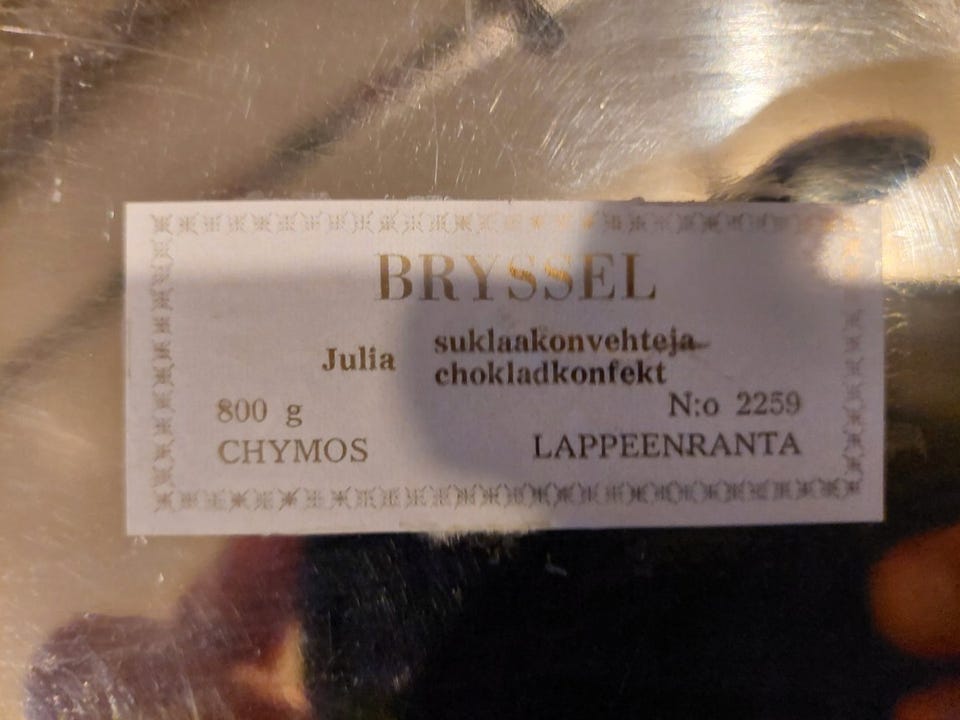 BRYSSEL
Julia suklaakonvehteja
chokladkonfekt
800 g N:o 2259
CHYMOS LAPPEENRANTA